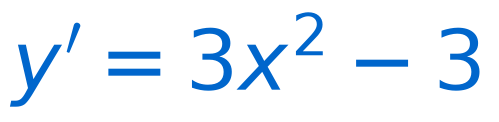 y′ = 3x² − 3